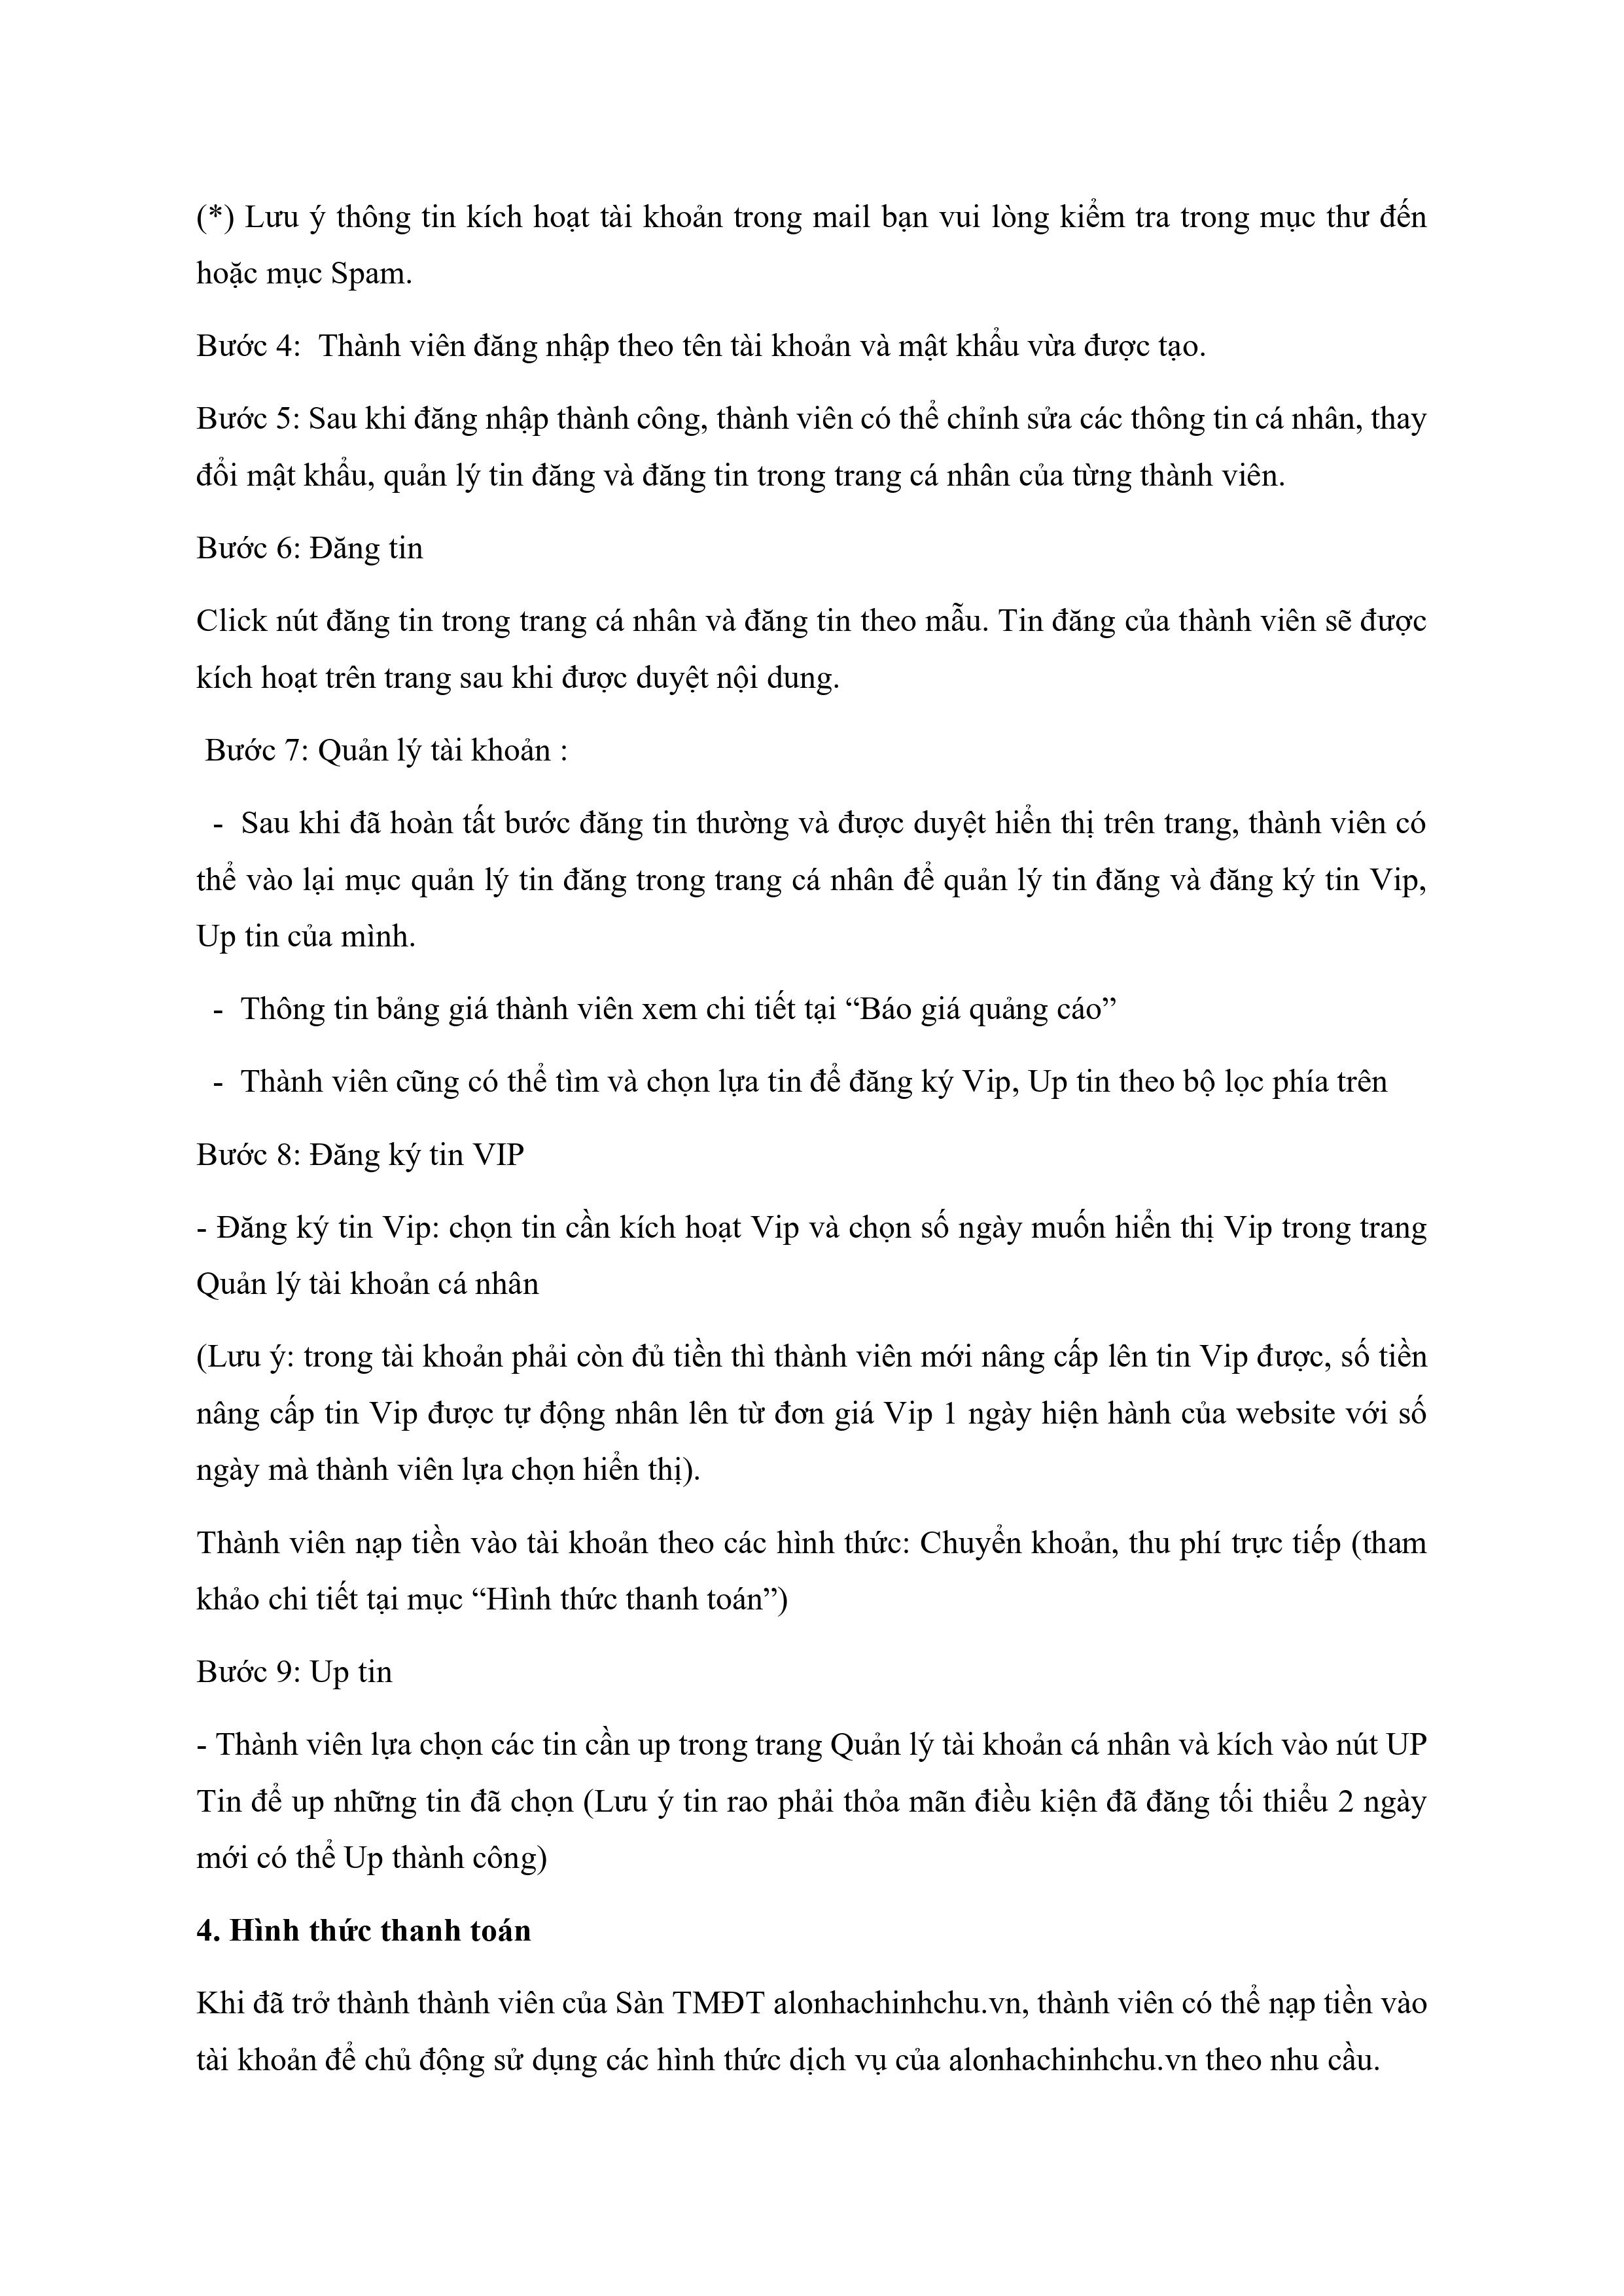 (*) Lưu ý thông tin kích hoạt tài khoản trong mail bạn vui lòng kiểm tra trong mục thư đến
hoặc mục Spam.
Bước 4:  Thành viên đăng nhập theo tên tài khoản và mật khẩu vừa được tạo.
Bước 5: Sau khi đăng nhập thành công, thành viên có thể chỉnh sửa các thông tin cá nhân, thay
đổi mật khẩu, quản lý tin đăng và đăng tin trong trang cá nhân của từng thành viên.
Bước 6: Đăng tin
Click nút đăng tin trong trang cá nhân và đăng tin theo mẫu. Tin đăng của thành viên sẽ được
kích hoạt trên trang sau khi được duyệt nội dung.
Bước 7: Quản lý tài khoản :
-  Sau khi đã hoàn tất bước đăng tin thường và được duyệt hiển thị trên trang, thành viên có
thể vào lại mục quản lý tin đăng trong trang cá nhân để quản lý tin đăng và đăng ký tin Vip,
Up tin của mình.
-  Thông tin bảng giá thành viên xem chi tiết tại “Báo giá quảng cáo”
-  Thành viên cũng có thể tìm và chọn lựa tin để đăng ký Vip, Up tin theo bộ lọc phía trên
Bước 8: Đăng ký tin VIP
- Đăng ký tin Vip: chọn tin cần kích hoạt Vip và chọn số ngày muốn hiển thị Vip trong trang
Quản lý tài khoản cá nhân
(Lưu ý: trong tài khoản phải còn đủ tiền thì thành viên mới nâng cấp lên tin Vip được, số tiền
nâng cấp tin Vip được tự động nhân lên từ đơn giá Vip 1 ngày hiện hành của website với số
ngày mà thành viên lựa chọn hiển thị).
Thành viên nạp tiền vào tài khoản theo các hình thức: Chuyển khoản, thu phí trực tiếp (tham
khảo chi tiết tại mục “Hình thức thanh toán”)
Bước 9: Up tin
- Thành viên lựa chọn các tin cần up trong trang Quản lý tài khoản cá nhân và kích vào nút UP
Tin để up những tin đã chọn (Lưu ý tin rao phải thỏa mãn điều kiện đã đăng tối thiểu 2 ngày
mới có thể Up thành công)
4. Hình thức thanh toán
Khi đã trở thành thành viên của Sàn TMĐT alonhachinhchu.vn, thành viên có thể nạp tiền vào
tài khoản để chủ động sử dụng các hình thức dịch vụ của alonhachinhchu.vn theo nhu cầu.